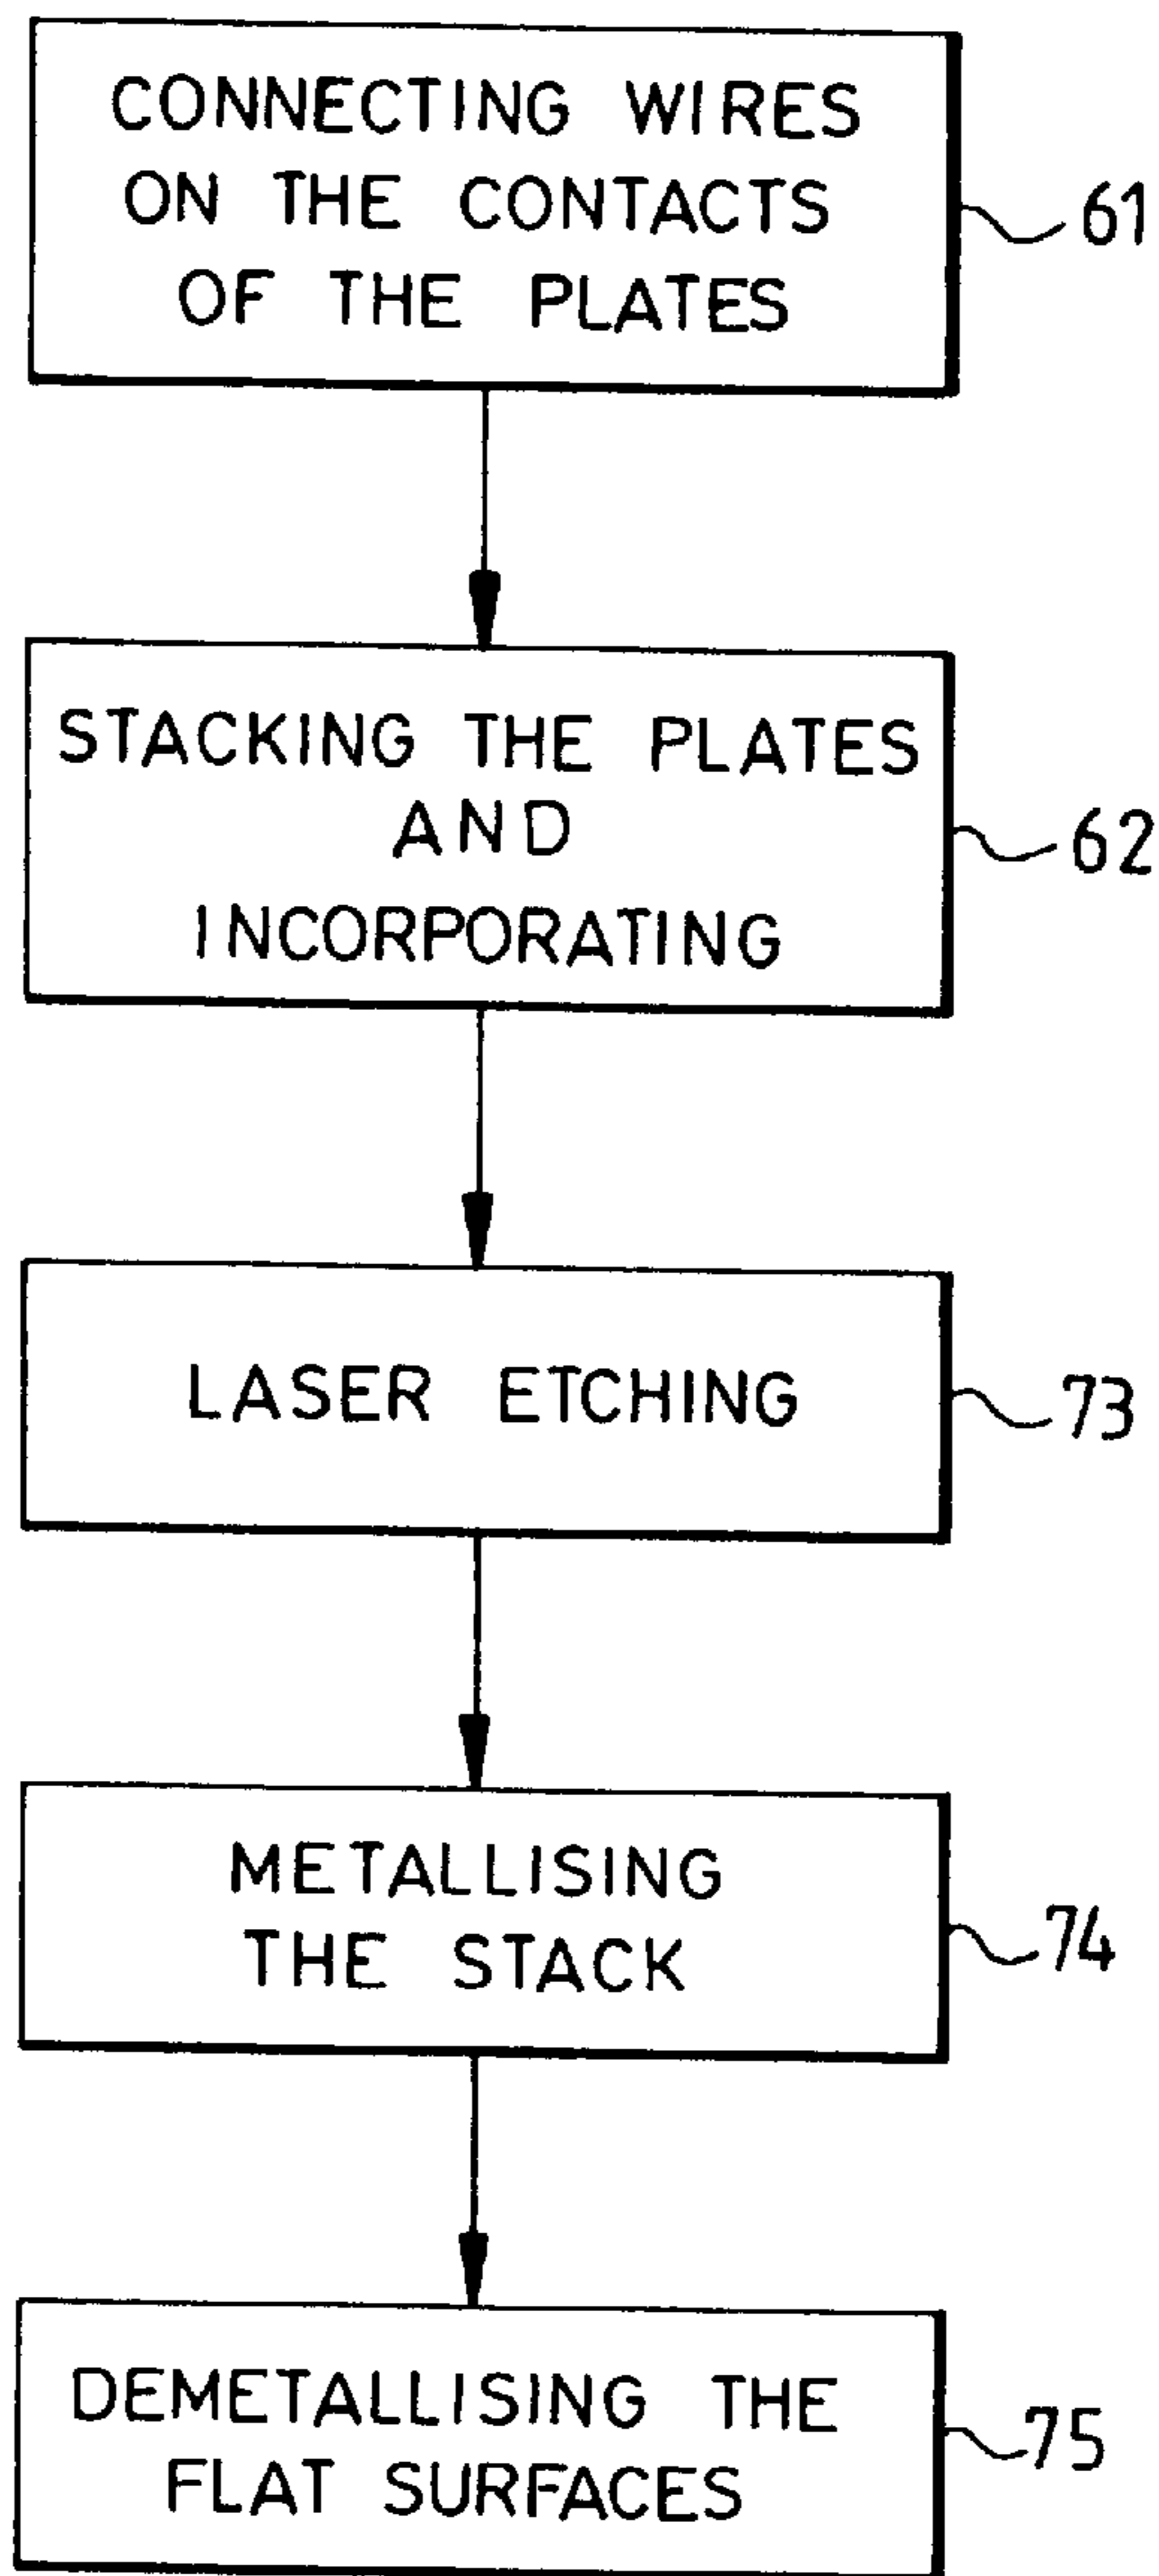 CONNECTING WIRES
ON THE CONTACTS
OF THE PLATES
61
STACKING THE PLATES
AND
INCORPORATING
62
LASER ETCHING
73
METALLISING
THE STACK
74
DEMETALLISING THE
FLAT SURFACES
75